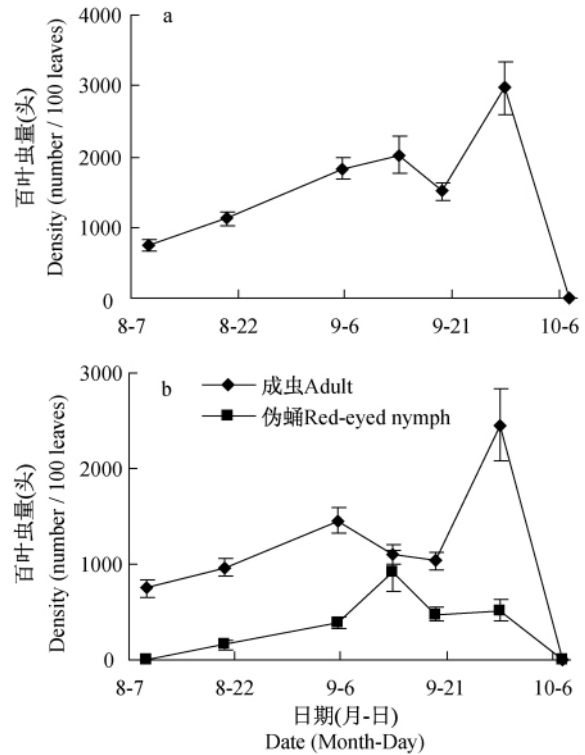 a
4000
3000
2000
1000
0
百叶虫量(头)
Density (number / 100 leaves)
8-7 8-22 9-6 9-21 10-6
b
成虫Adult
伪蛹Red-eyed nymph
3000
2000
1000
0
百叶虫量(头)
Density (number / 100 leaves)
8-7 8-22 9-6 9-21 10-6
日期(月-日)
Date (Month-Day)